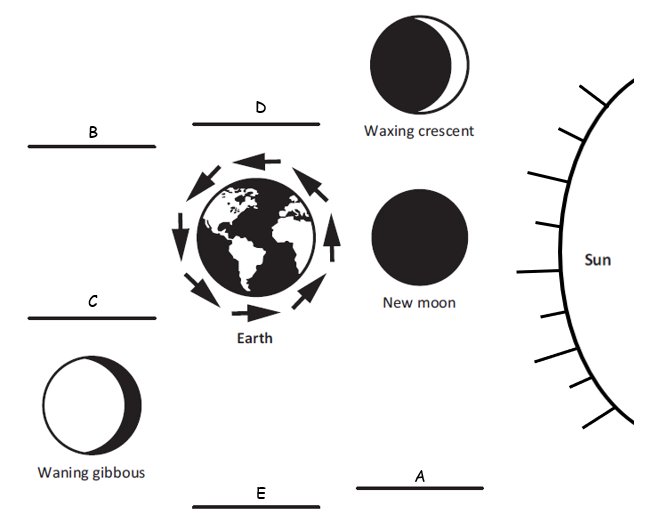 D
Waxing crescent
B
Sun
New moon
C
Earth
Waning gibbous
A
E